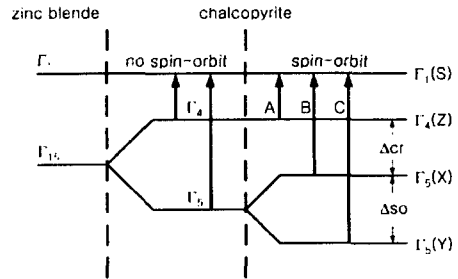 zinc blende chalcopyrite
no spin-orbit spin-orbit
Γ₁ Γ₁(S)
Γ₄ A B C Γ₄(Z)
Δcr
Γ₁₅
Γ₅ Γ₅(X)
Δso
Γ₅(Y)